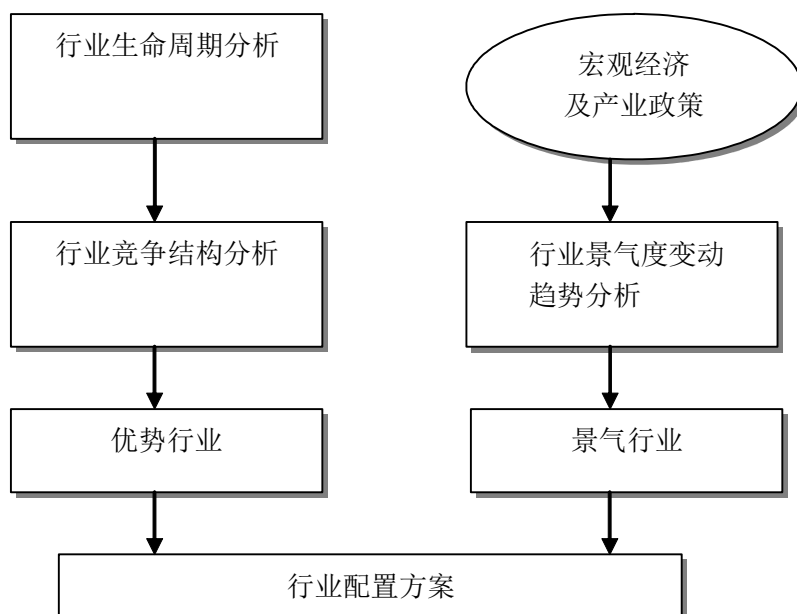 行业生命周期分析
宏观经济
及产业政策
行业竞争结构分析
行业景气度变动
趋势分析
优势行业
景气行业
行业配置方案